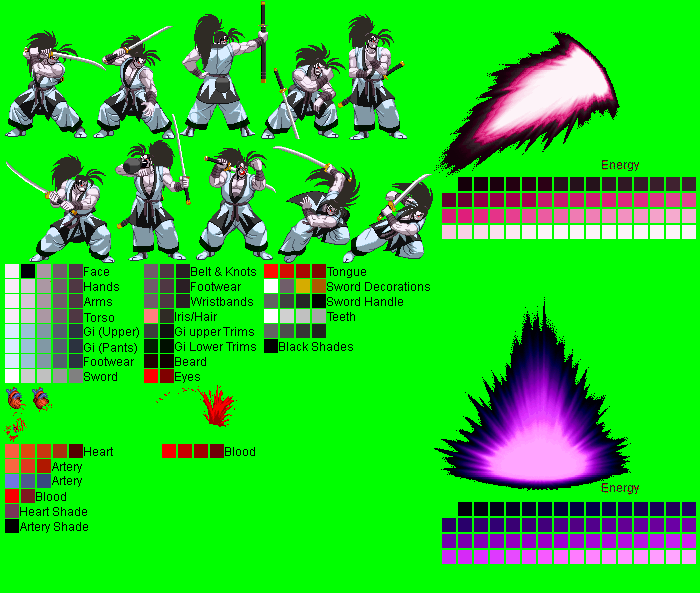 Energy
Face
Hands
Arms
Torso
Gi (Upper)
Gi (Pants)
Footwear
Sword
Belt & Knots
Footwear
Wristbands
Iris/Hair
Gi upper Trims
Gi Lower Trims
Beard
Eyes
Tongue
Sword Decorations
Sword Handle
Teeth
Black Shades
Heart
Artery
Artery
Blood
Heart Shade
Artery Shade
Blood
Energy